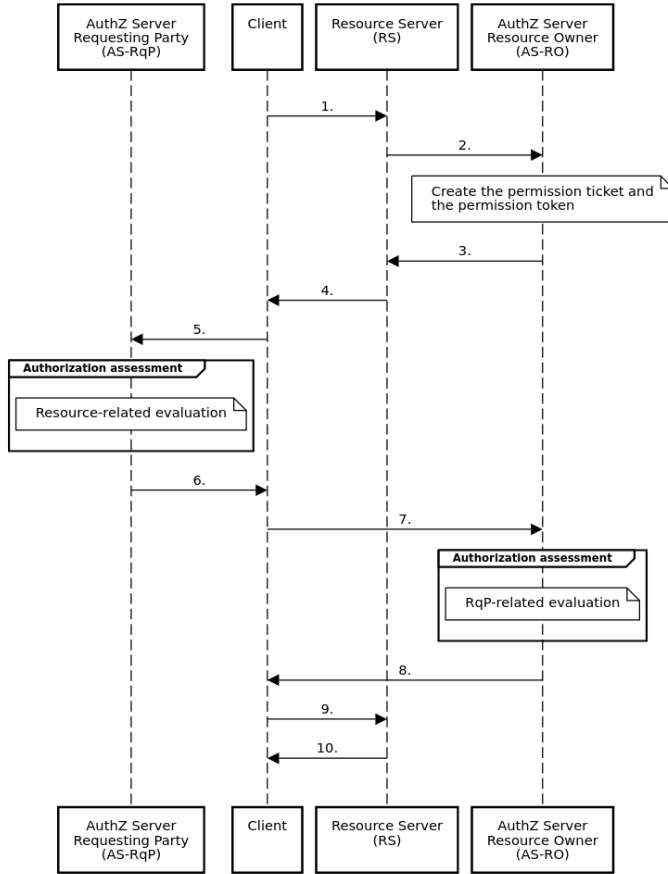 AuthZ Server
Requesting Party
(AS-RqP)
Client
Resource Server
(RS)
AuthZ Server
Resource Owner
(AS-RO)
1.
2.
Create the permission ticket and
the permission token
3.
4.
5.
Authorization assessment
Resource-related evaluation
6.
7.
Authorization assessment
RqP-related evaluation
8.
9.
10.
AuthZ Server
Requesting Party
(AS-RqP)
Client
Resource Server
(RS)
AuthZ Server
Resource Owner
(AS-RO)